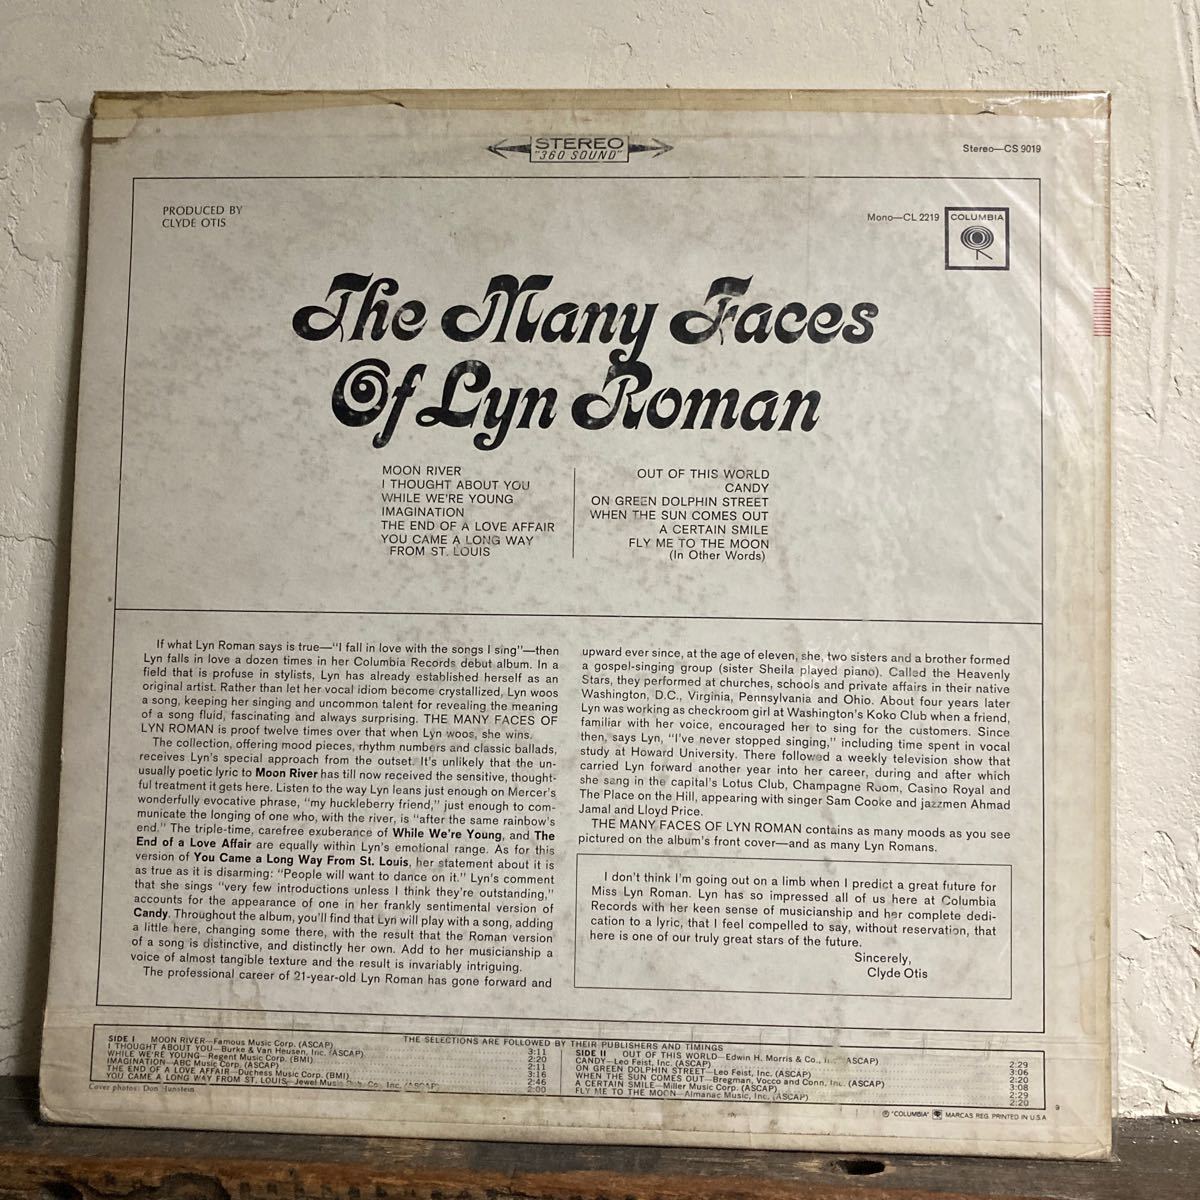 STEREO
"360 SOUND"
Stereo—CS 9019
PRODUCED BY
CLYDE OTIS
Mono—CL 2219
COLUMBIA
The Many Faces
Of Lyn Roman
MOON RIVER
I THOUGHT ABOUT YOU
WHILE WE'RE YOUNG
IMAGINATION
THE END OF A LOVE AFFAIR
YOU CAME A LONG WAY
FROM ST. LOUIS
OUT OF THIS WORLD
CANDY
ON GREEN DOLPHIN STREET
WHEN THE SUN COMES OUT
A CERTAIN SMILE
FLY ME TO THE MOON
(In Other Words)
If what Lyn Roman says is true—"I fall in love with the songs I sing"—then
Lyn falls in love a dozen times in her Columbia Records debut album. In a
field that is profuse in stylists, Lyn has already established herself as an
original artist. Rather than let her vocal idiom become crystallized, Lyn woos
a song, keeping her singing and uncommon talent for revealing the meaning
of a song fluid, fascinating and always surprising. THE MANY FACES OF
LYN ROMAN is proof twelve times over that when Lyn woos, she wins.
The collection, offering mood pieces, rhythm numbers and classic ballads,
receives Lyn's special approach from the outset. It's unlikely that the un-
usually poetic lyric to Moon River has till now received the sensitive, thought-
ful treatment it gets here. Listen to the way Lyn leans just enough on Mercer's
wonderfully evocative phrase, "my huckleberry friend," just enough to com-
municate the longing of one who, with the river, is "after the same rainbow's
end." The triple-time, carefree exuberance of While We're Young, and The
End of a Love Affair are equally within Lyn's emotional range. As for this
version of You Came a Long Way From St. Louis, her statement about it is
as true as it is disarming: "People will want to dance on it." Lyn's comment
that she sings "very few introductions unless I think they're outstanding,"
accounts for the appearance of one in her frankly sentimental version of
Candy. Throughout the album, you'll find that Lyn will play with a song, adding
a little here, changing some there, with the result that the Roman version
of a song is distinctive, and distinctly her own. Add to her musicianship a
voice of almost tangible texture and the result is invariably intriguing.
The professional career of 21-year-old Lyn Roman has gone forward and
upward ever since, at the age of eleven, she, two sisters and a brother formed
a gospel-singing group (sister Sheila played piano). Called the Heavenly
Stars, they performed at churches, schools and private affairs in their native
Washington, D.C., Virginia, Pennsylvania and Ohio. About four years later
Lyn was working as checkroom girl at Washington's Koko Club when a friend,
familiar with her voice, encouraged her to sing for the customers. Since
then, says Lyn, "I've never stopped singing," including time spent in vocal
study at Howard University. There followed a weekly television show that
carried Lyn forward another year into her career, during and after which
she sang in the capital's Lotus Club, Champagne Room, Casino Royal and
The Place on the Hill, appearing with singer Sam Cooke and jazzmen Ahmad
Jamal and Lloyd Price.
THE MANY FACES OF LYN ROMAN contains as many moods as you see
pictured on the album's front cover—and as many Lyn Romans.
I don't think I'm going out on a limb when I predict a great future for
Miss Lyn Roman. Lyn has so impressed all of us here at Columbia
Records with her keen sense of musicianship and her complete dedi-
cation to a lyric, that I feel compelled to say, without reservation, that
here is one of our truly great stars of the future.
Sincerely,
Clyde Otis
THE SELECTIONS ARE FOLLOWED BY THEIR PUBLISHERS AND TIMINGS
SIDE I MOON RIVER—Famous Music Corp. (ASCAP) 3:11
I THOUGHT ABOUT YOU—Burke & Van Heusen, Inc. (ASCAP) 2:20
WHILE WE'RE YOUNG—Regent Music Corp. (BMI) 2:11
IMAGINATION—ABC Music Corp. (ASCAP) 3:16
THE END OF A LOVE AFFAIR—Duchess Music Corp. (BMI) 2:46
YOU CAME A LONG WAY FROM ST. LOUIS—Jewel Music Pub. Co., Inc. (ASCAP) 2:00
SIDE II OUT OF THIS WORLD—Edwin H. Morris & Co., (ASCAP) 2:29
CANDY—Leo Feist, Inc. (ASCAP) 3:06
ON GREEN DOLPHIN STREET—Leo Feist, Inc. (ASCAP) 2:20
WHEN THE SUN COMES OUT—Bregman, Vocco and Conn, Inc. (ASCAP) 3:08
A CERTAIN SMILE—Miller Music Corp. (ASCAP) 2:29
FLY ME TO THE MOON—Almanac Music, Inc. (ASCAP) 2:20
Cover photos: Don Hunstein
℗ "COLUMBIA" MARCAS REG. PRINTED IN U.S.A.
9